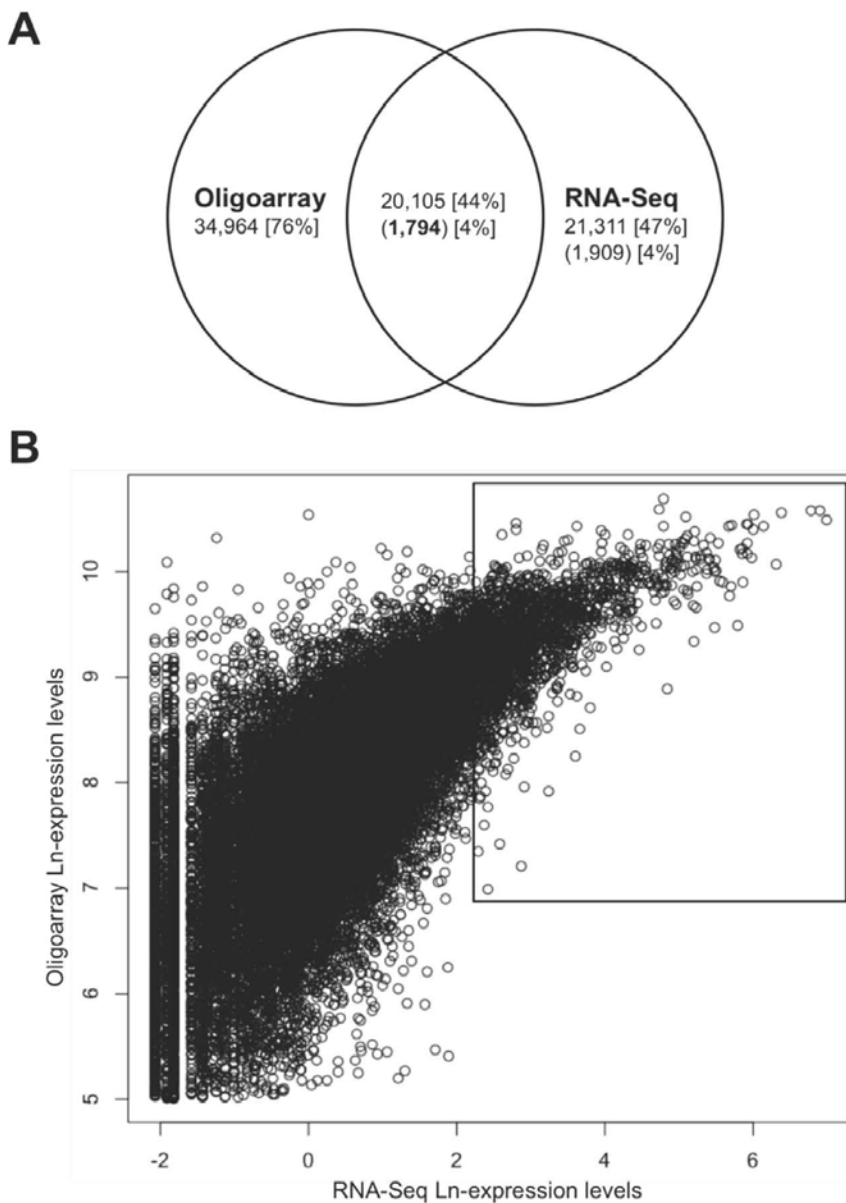 A
Oligoarray
34,964 [76%]
20,105 [44%]
(1,794) [4%]
RNA-Seq
21,311 [47%]
(1,909) [4%]
B
Oligoarray Ln-expression levels
10
9
8
7
6
5
-2 0 2 4 6
RNA-Seq Ln-expression levels